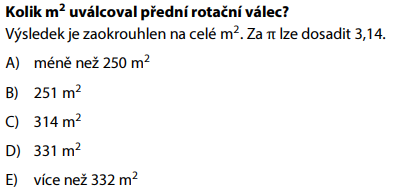 Kolik m² uválcoval přední rotační válec?
Výsledek je zaokrouhlen na celé m². Za π lze dosadit 3,14.
A) méně než 250 m²
B) 251 m²
C) 314 m²
D) 331 m²
E) více než 332 m²